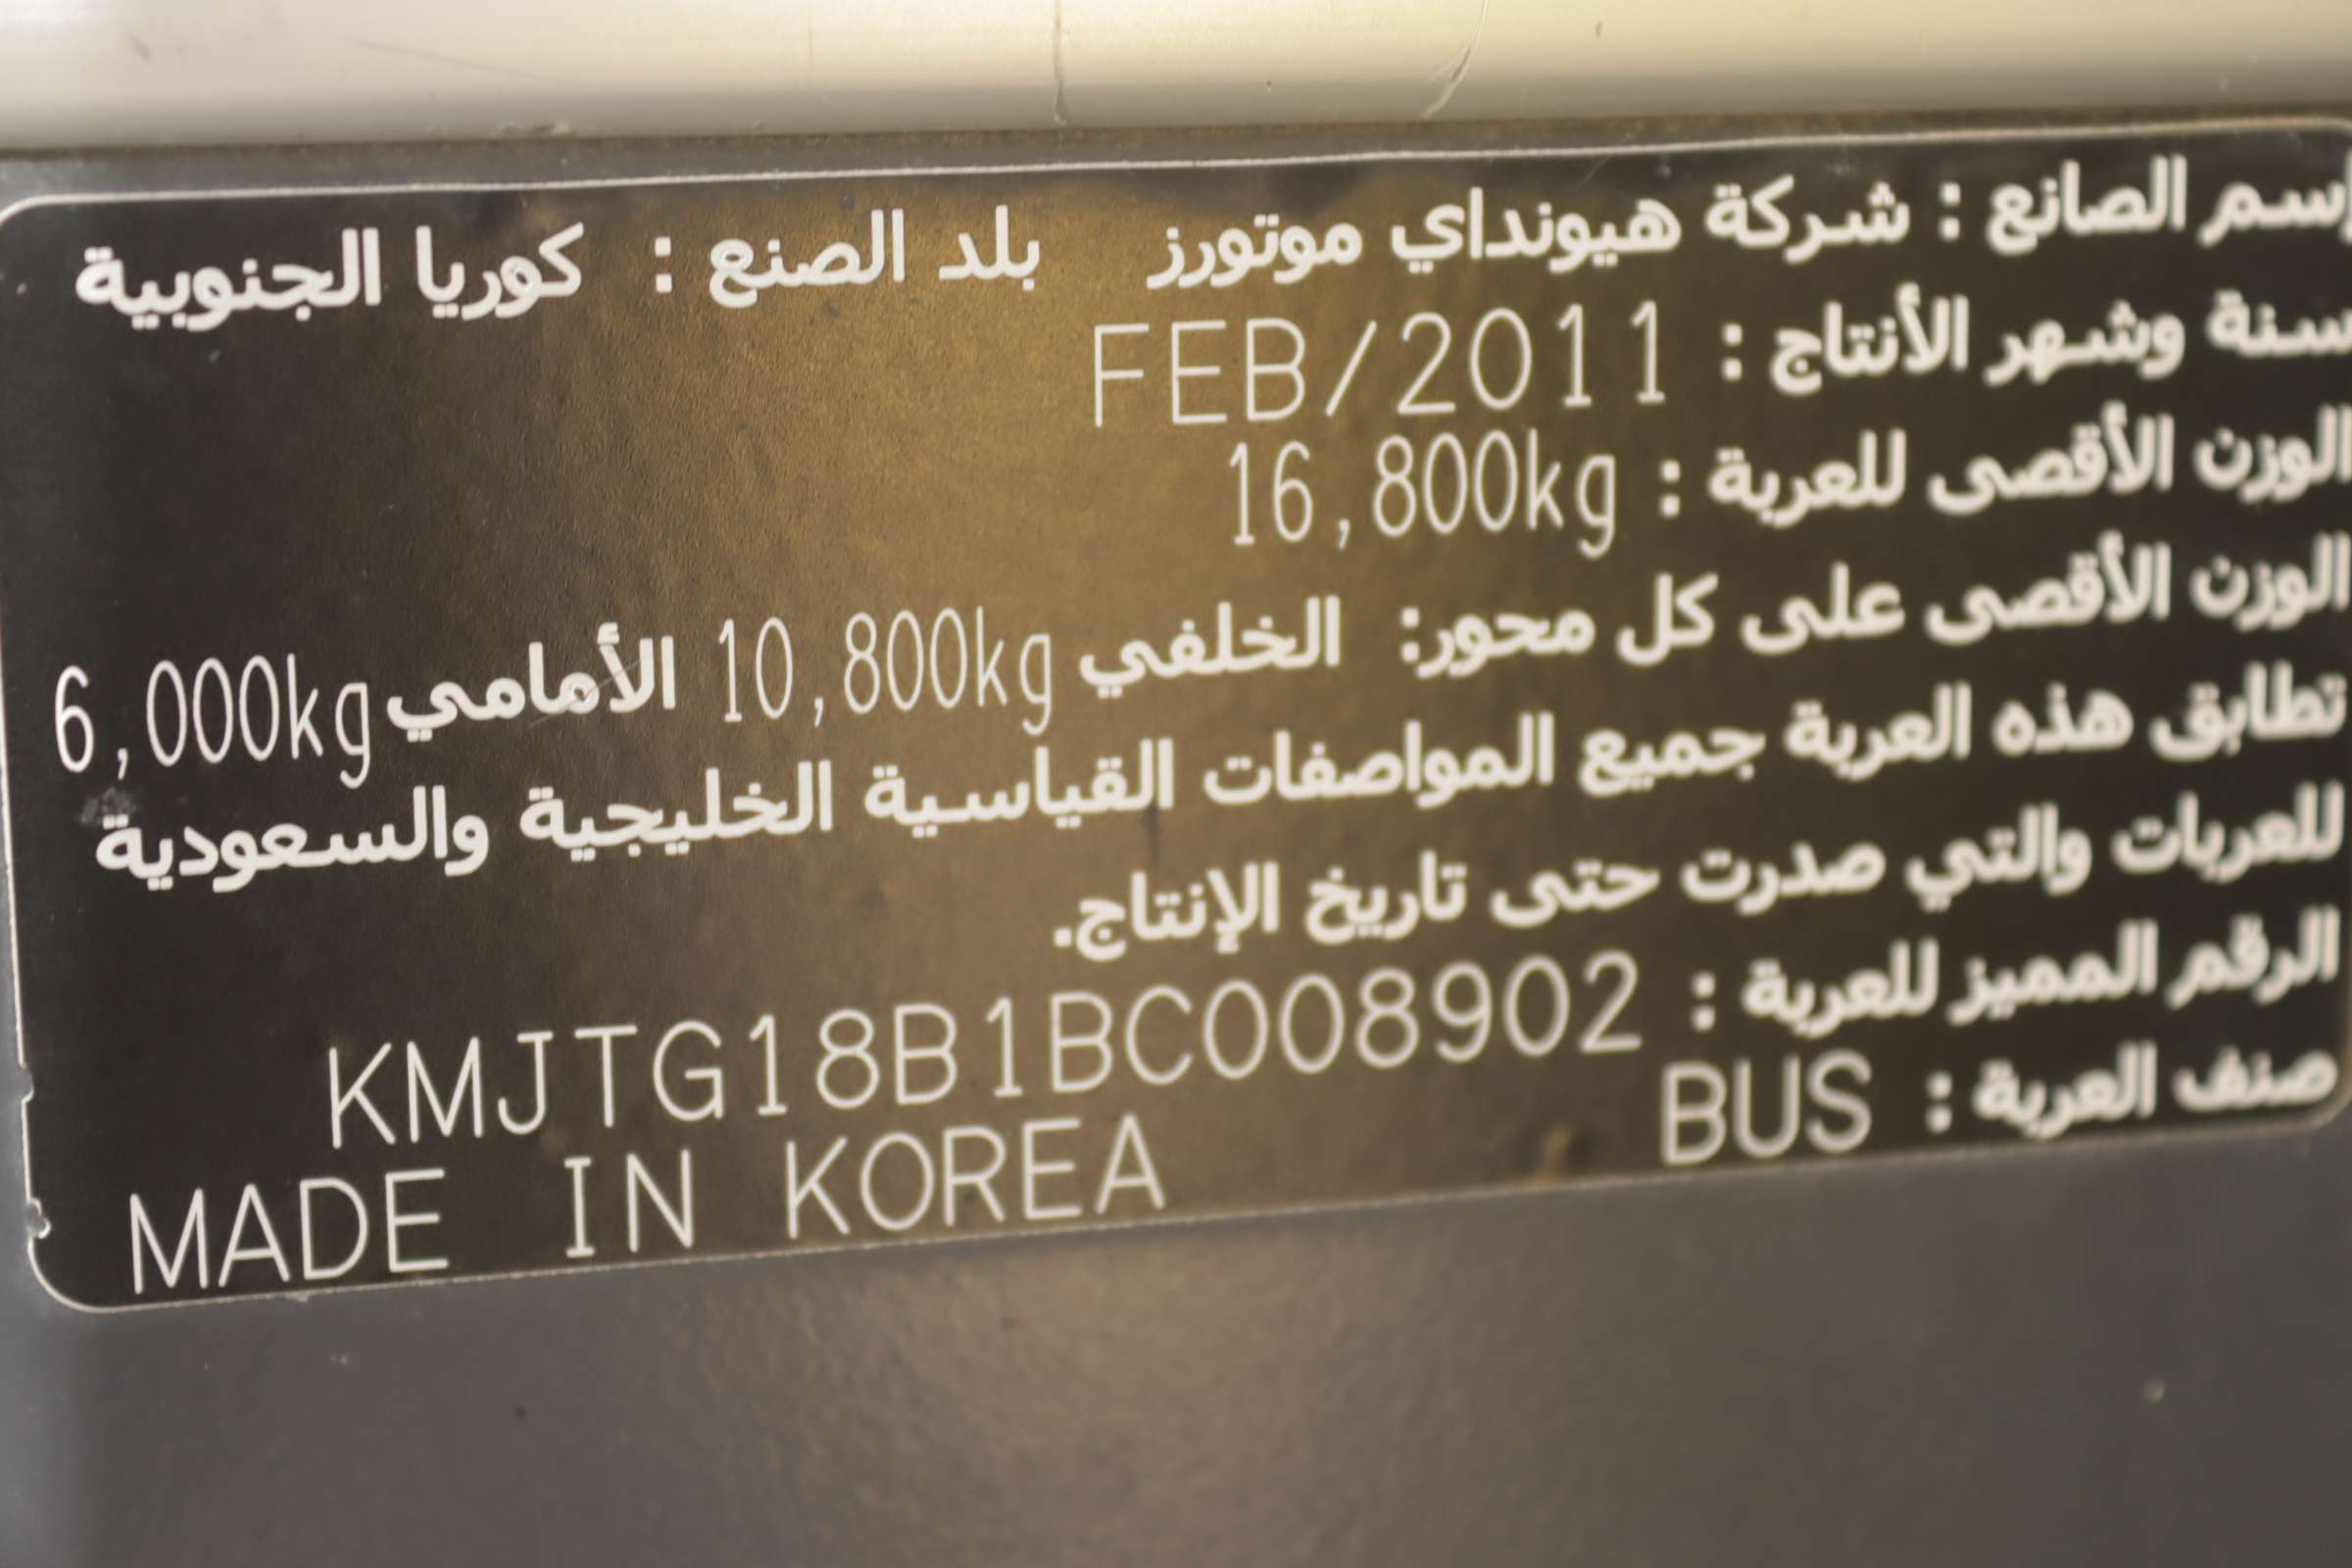 إسم الصانع : شركة هيونداي موتورز بلد الصنع : كوريا الجنوبية
سنة وشهر الأنتاج : FEB/2011
الوزن الأقصى للعربة : 16,800kg
الوزن الأقصى على كل محور: الخلفي 10,800kg الأمامي 6,000kg
تطابق هذه العربة جميع المواصفات القياسية الخليجية والسعودية
للعربات والتي صدرت حتى تاريخ الإنتاج.
الرقم المميز للعربة : KMJTG18B1BC008902
صنف العربة : BUS MADE IN KOREA